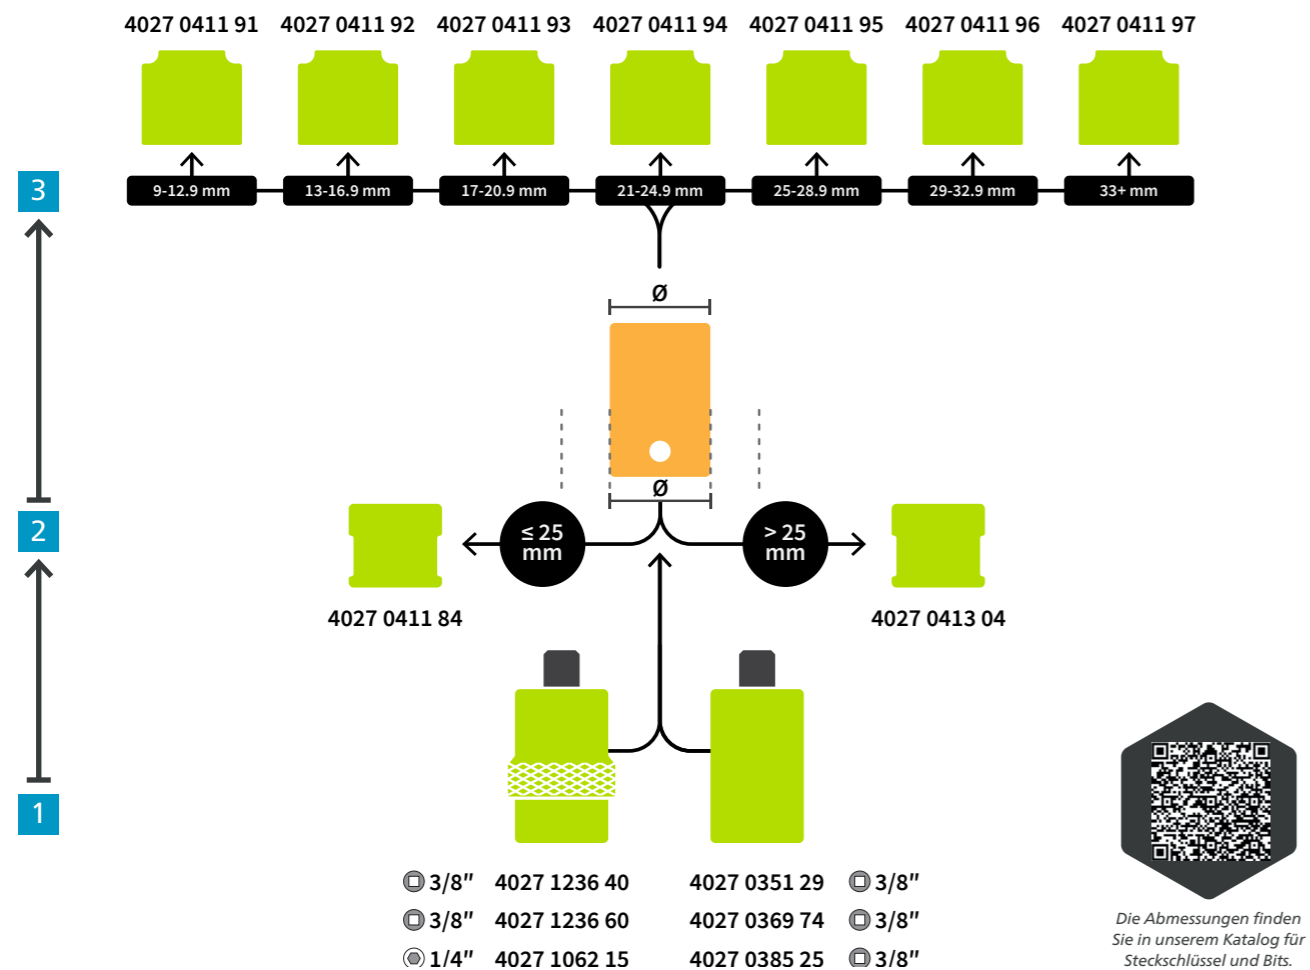 4027 0411 91 4027 0411 92 4027 0411 93 4027 0411 94 4027 0411 95 4027 0411 96 4027 0411 97
3 9-12.9 mm 13-16.9 mm 17-20.9 mm 21-24.9 mm 25-28.9 mm 29-32.9 mm 33+ mm
Ø
Ø
2 ≤ 25 > 25
mm mm
4027 0411 84 4027 0413 04
1
3/8" 4027 1236 40 4027 0351 29 3/8"
3/8" 4027 1236 60 4027 0369 74 3/8"
1/4" 4027 1062 15 4027 0385 25 3/8"
Die Abmessungen finden
Sie in unserem Katalog für
Steckschlüssel und Bits.